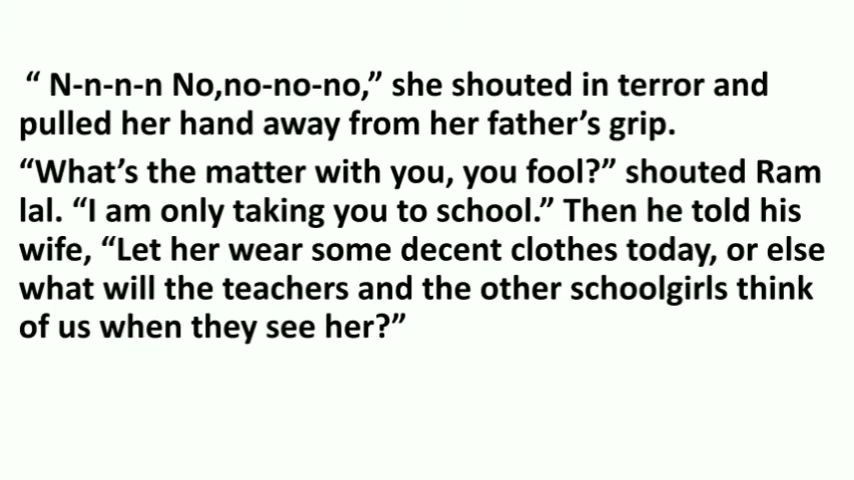 “ N-n-n-n No,no-no-no,” she shouted in terror and
pulled her hand away from her father’s grip.
“What’s the matter with you, you fool?” shouted Ram
lal. “I am only taking you to school.” Then he told his
wife, “Let her wear some decent clothes today, or else
what will the teachers and the other schoolgirls think
of us when they see her?”